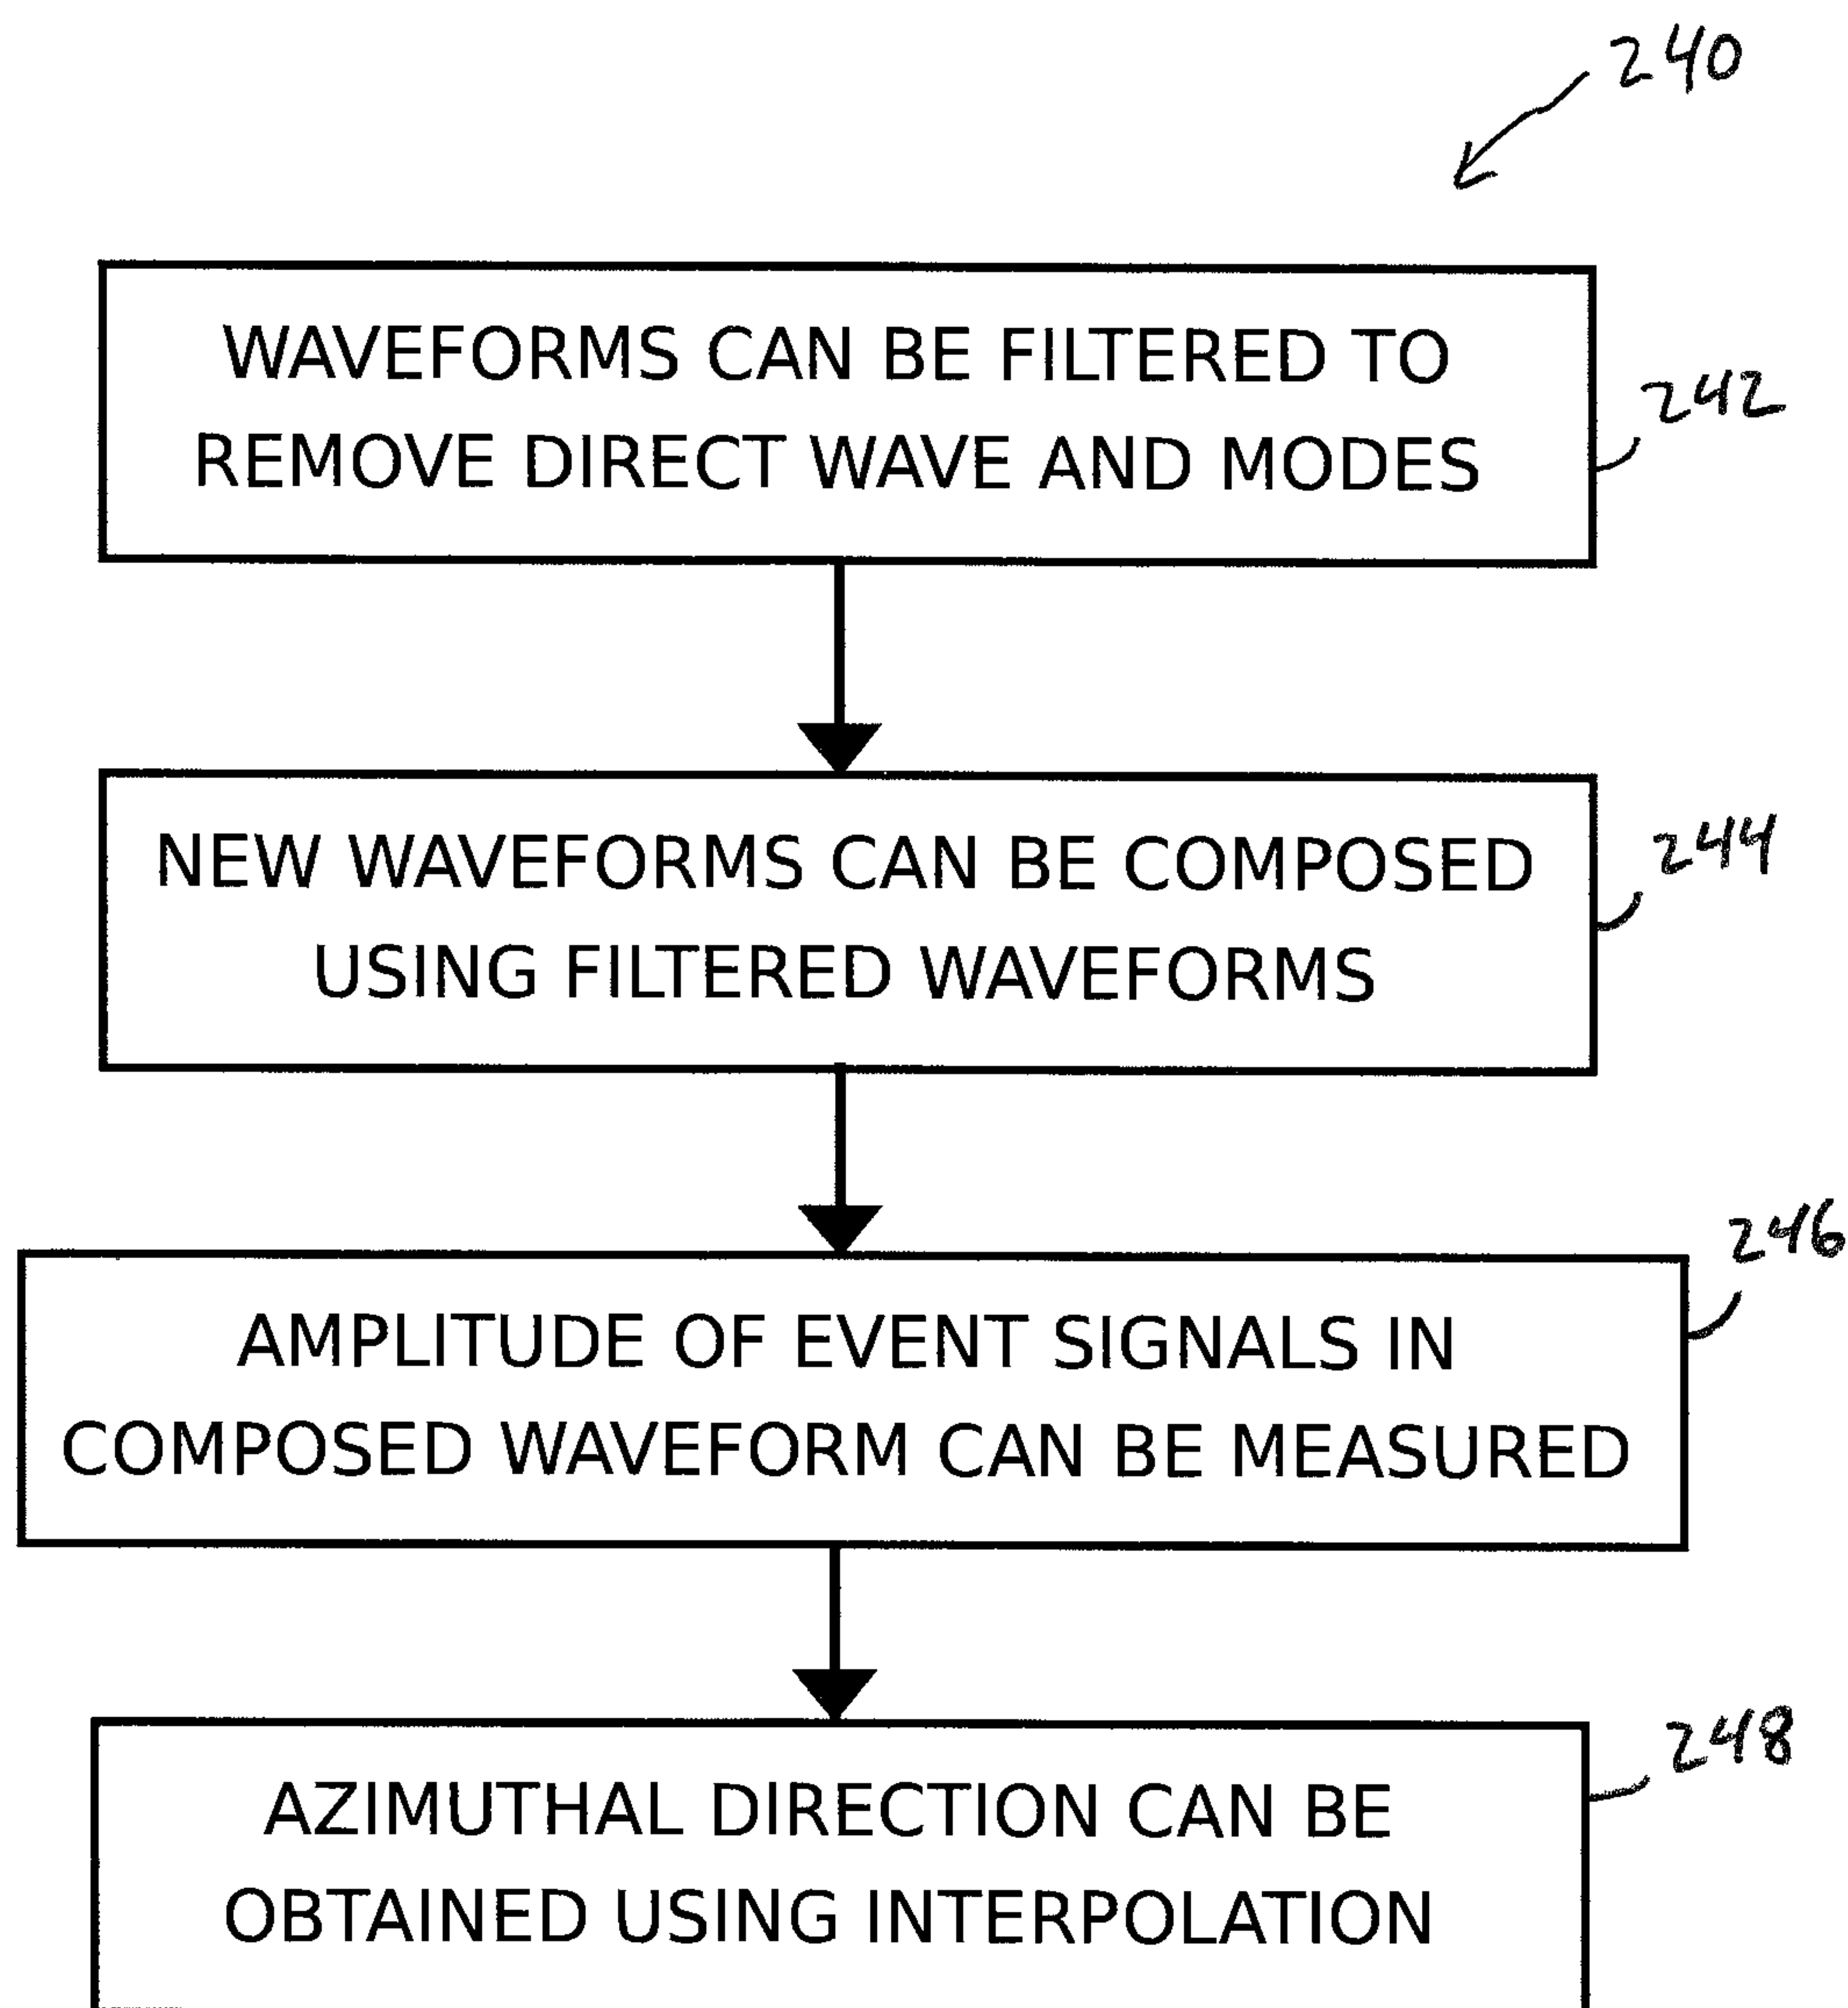 240
WAVEFORMS CAN BE FILTERED TO
REMOVE DIRECT WAVE AND MODES
242
NEW WAVEFORMS CAN BE COMPOSED
USING FILTERED WAVEFORMS
244
AMPLITUDE OF EVENT SIGNALS IN
COMPOSED WAVEFORM CAN BE MEASURED
246
AZIMUTHAL DIRECTION CAN BE
OBTAINED USING INTERPOLATION
248